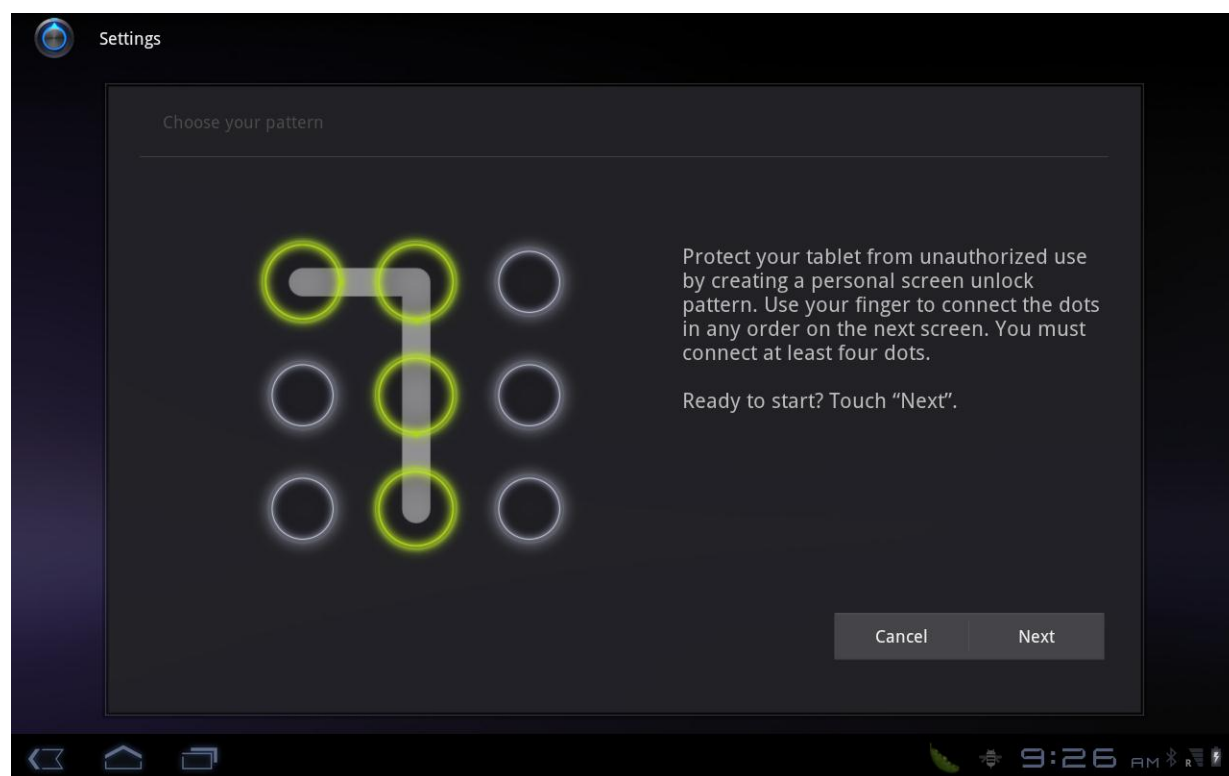 Settings
Choose your pattern
Protect your tablet from unauthorized use
by creating a personal screen unlock
pattern. Use your finger to connect the dots
in any order on the next screen. You must
connect at least four dots.
Ready to start? Touch “Next”.
Cancel Next
9:26 AM R